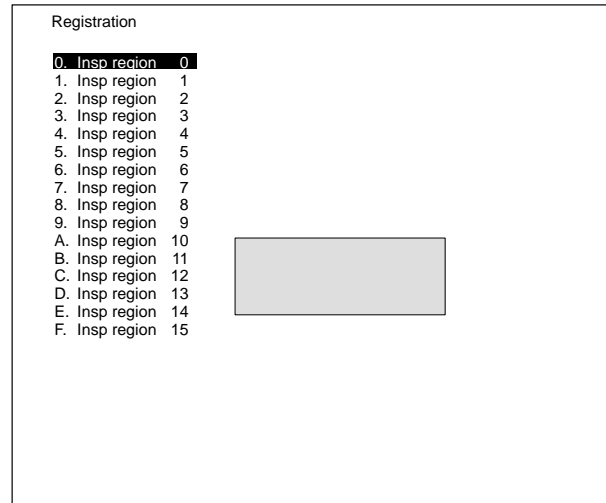 Registration
0. Insp region 0
1. Insp region 1
2. Insp region 2
3. Insp region 3
4. Insp region 4
5. Insp region 5
6. Insp region 6
7. Insp region 7
8. Insp region 8
9. Insp region 9
A. Insp region 10
B. Insp region 11
C. Insp region 12
D. Insp region 13
E. Insp region 14
F. Insp region 15